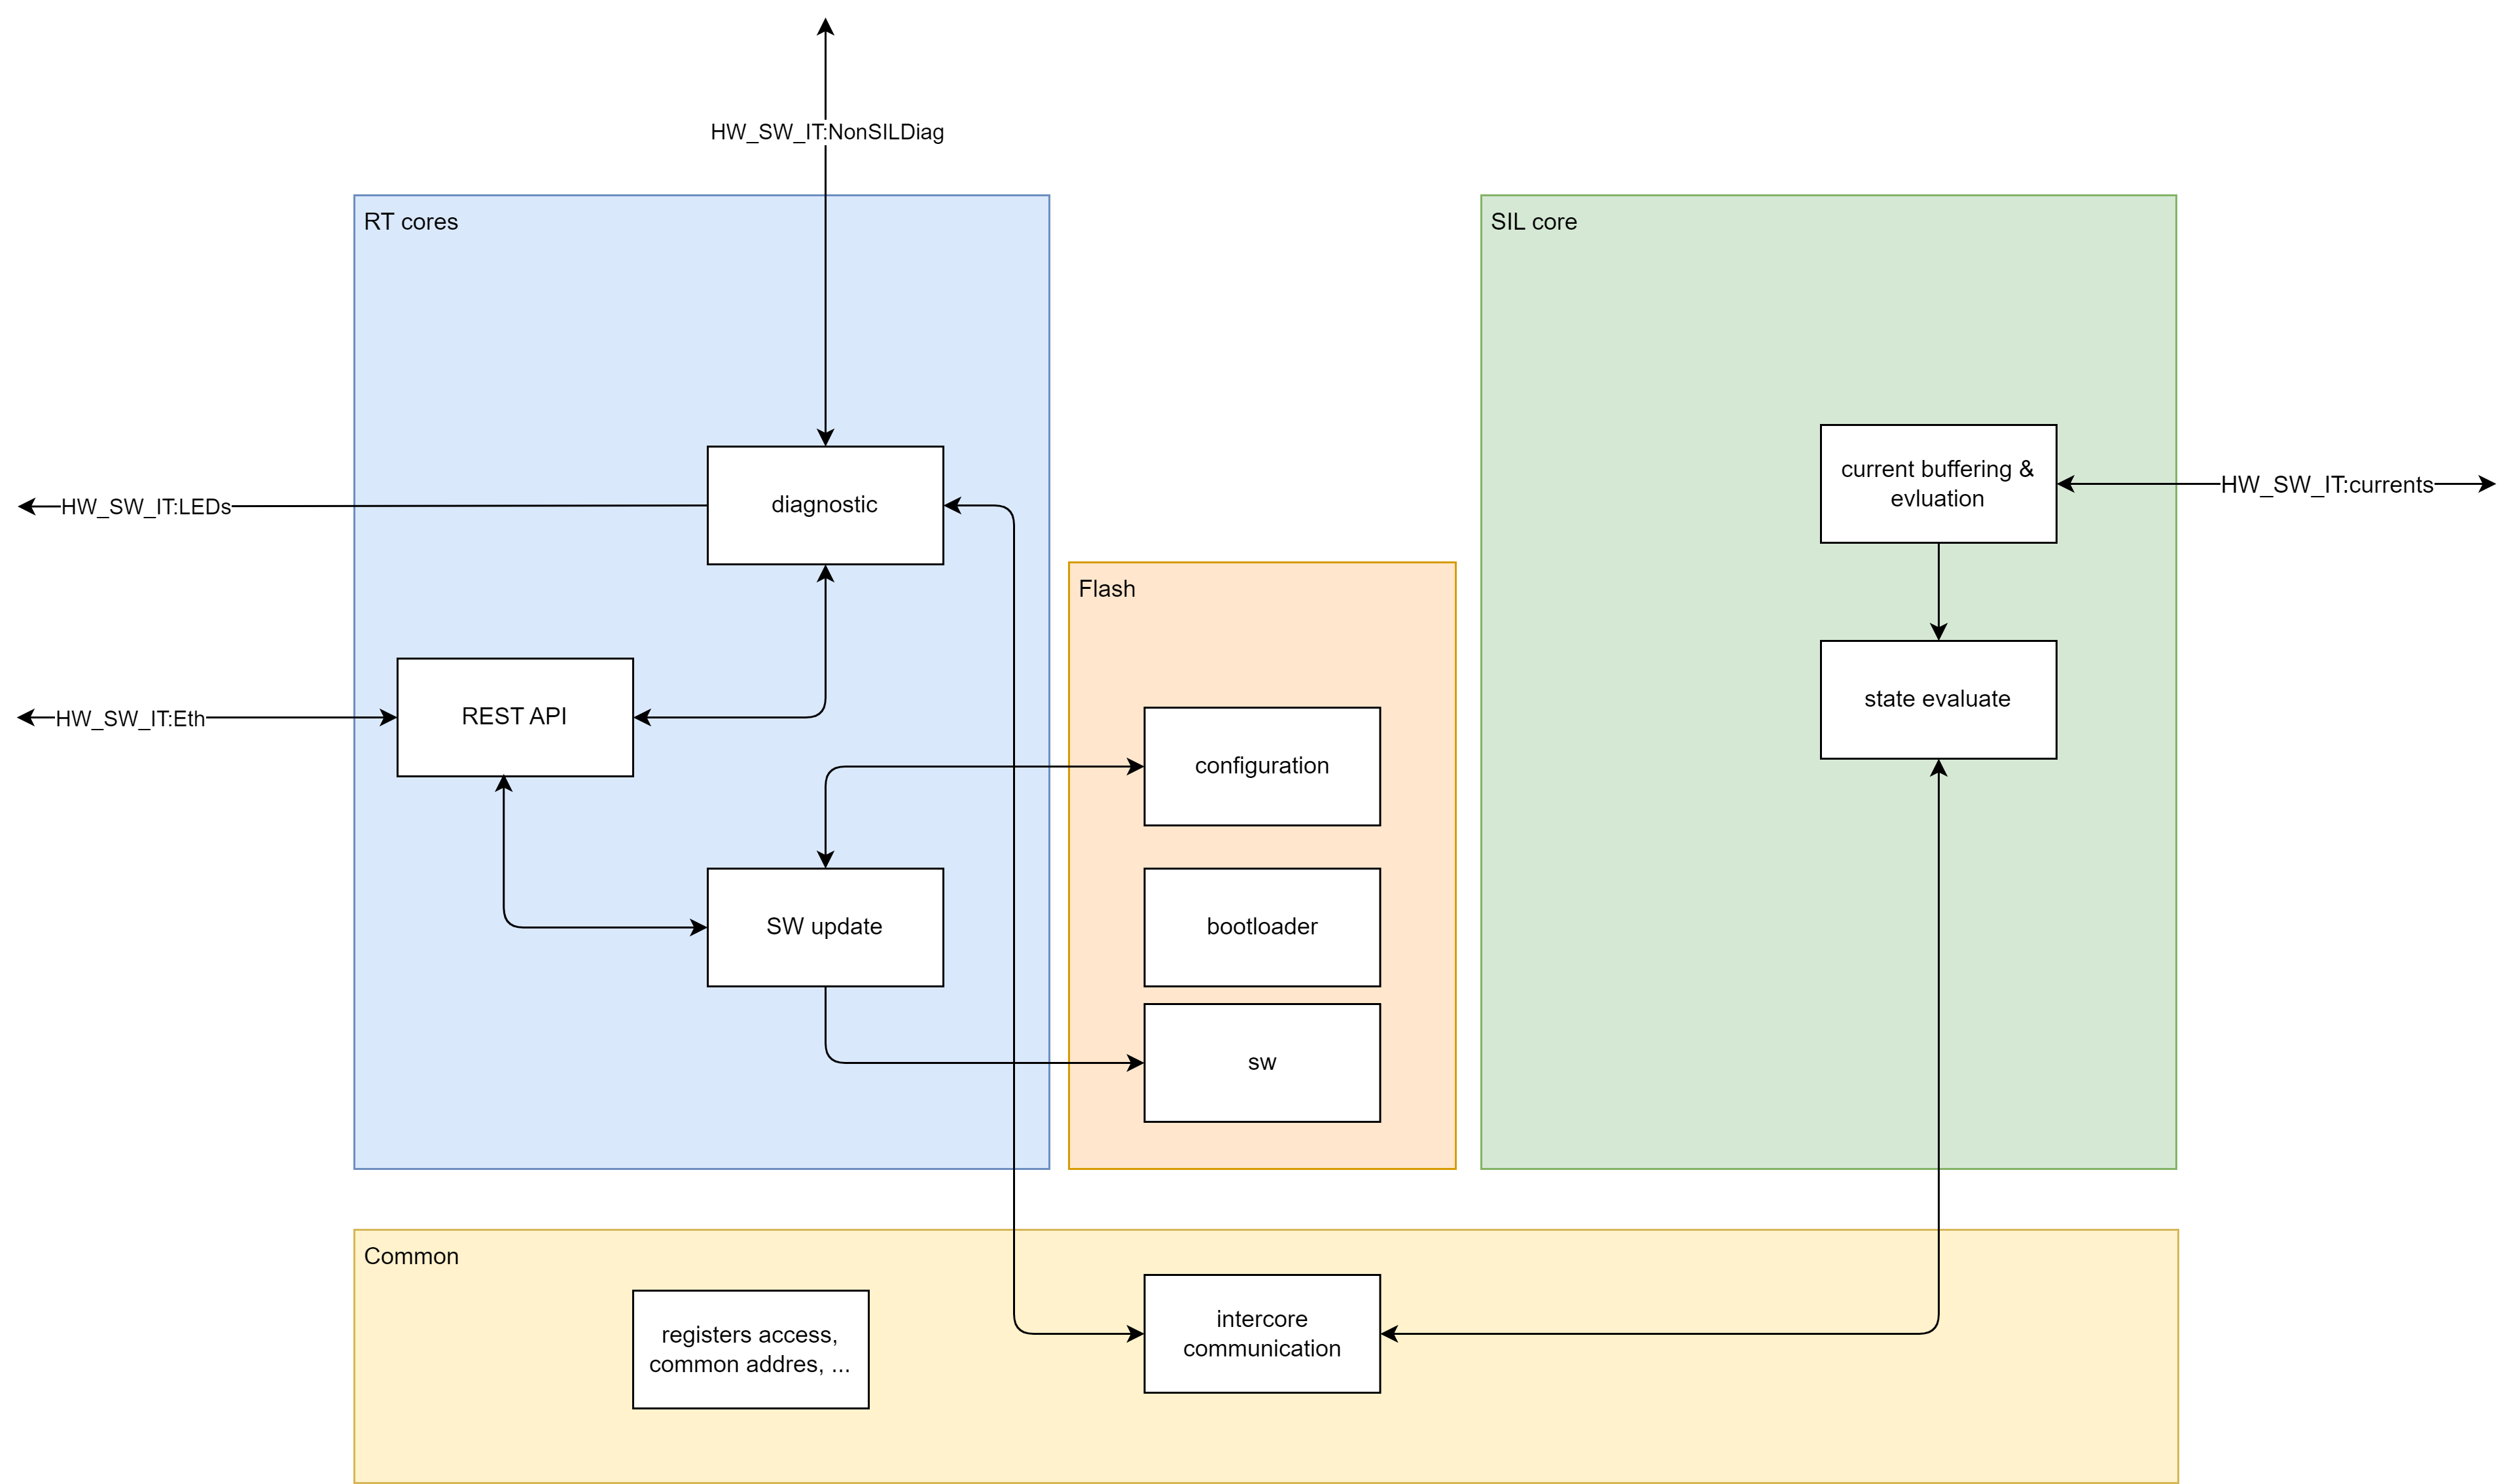 HW_SW_IT:NonSILDiag
RT cores
SIL core
current buffering &
evluation
HW_SW_IT:currents
HW_SW_IT:LEDs
diagnostic
Flash
state evaluate
HW_SW_IT:Eth
REST API
configuration
SW update
bootloader
sw
Common
registers access,
common addres, ...
intercore
communication